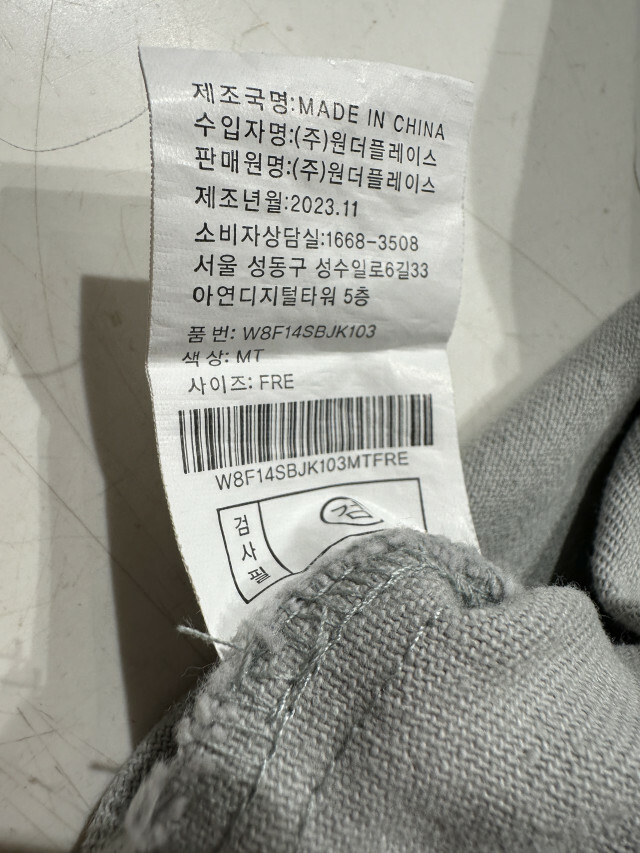 제조국명:MADE IN CHINA
수입자명:(주)원더플레이스
판매원명:(주)원더플레이스
제조년월:2023.11
소비자상담실:1668-3508
서울 성동구 성수일로6길33
아연디지털타워 5층
품 번: W8F14SBJK103
색 상: MT
사이즈: FRE
W8F14SBJK103MTFRE
검사필
검